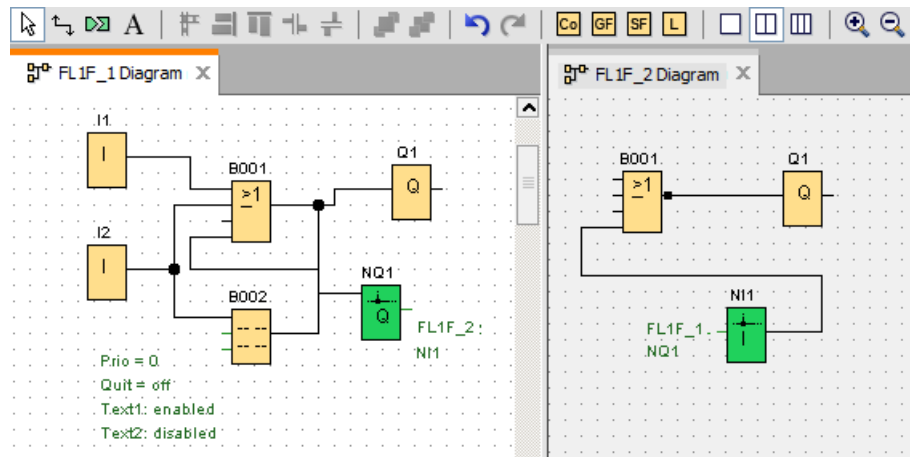 A Co GF SF L
FL1F_1 Diagram
FL1F_2 Diagram
I1
I
B001
>1
Q1
Q
I2
I
B002
NQ1
Q
FL1F_2 :
NI1
Prio = 0
Quit = off
Text1: enabled
Text2: disabled
B001
>1
Q1
Q
NI1
I
FL1F_1
NQ1